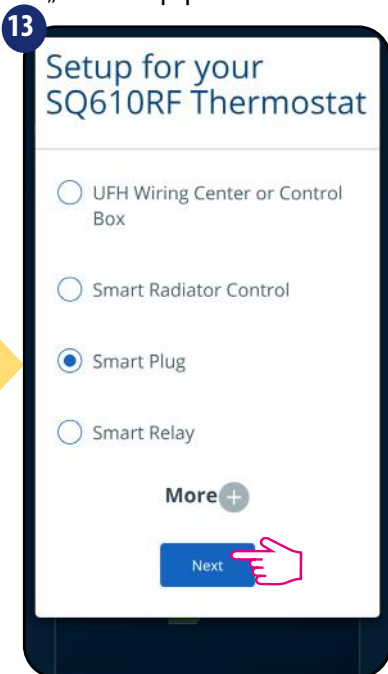 13
Setup for your
SQ610RF Thermostat
UFH Wiring Center or Control
Box
Smart Radiator Control
Smart Plug
Smart Relay
More
Next